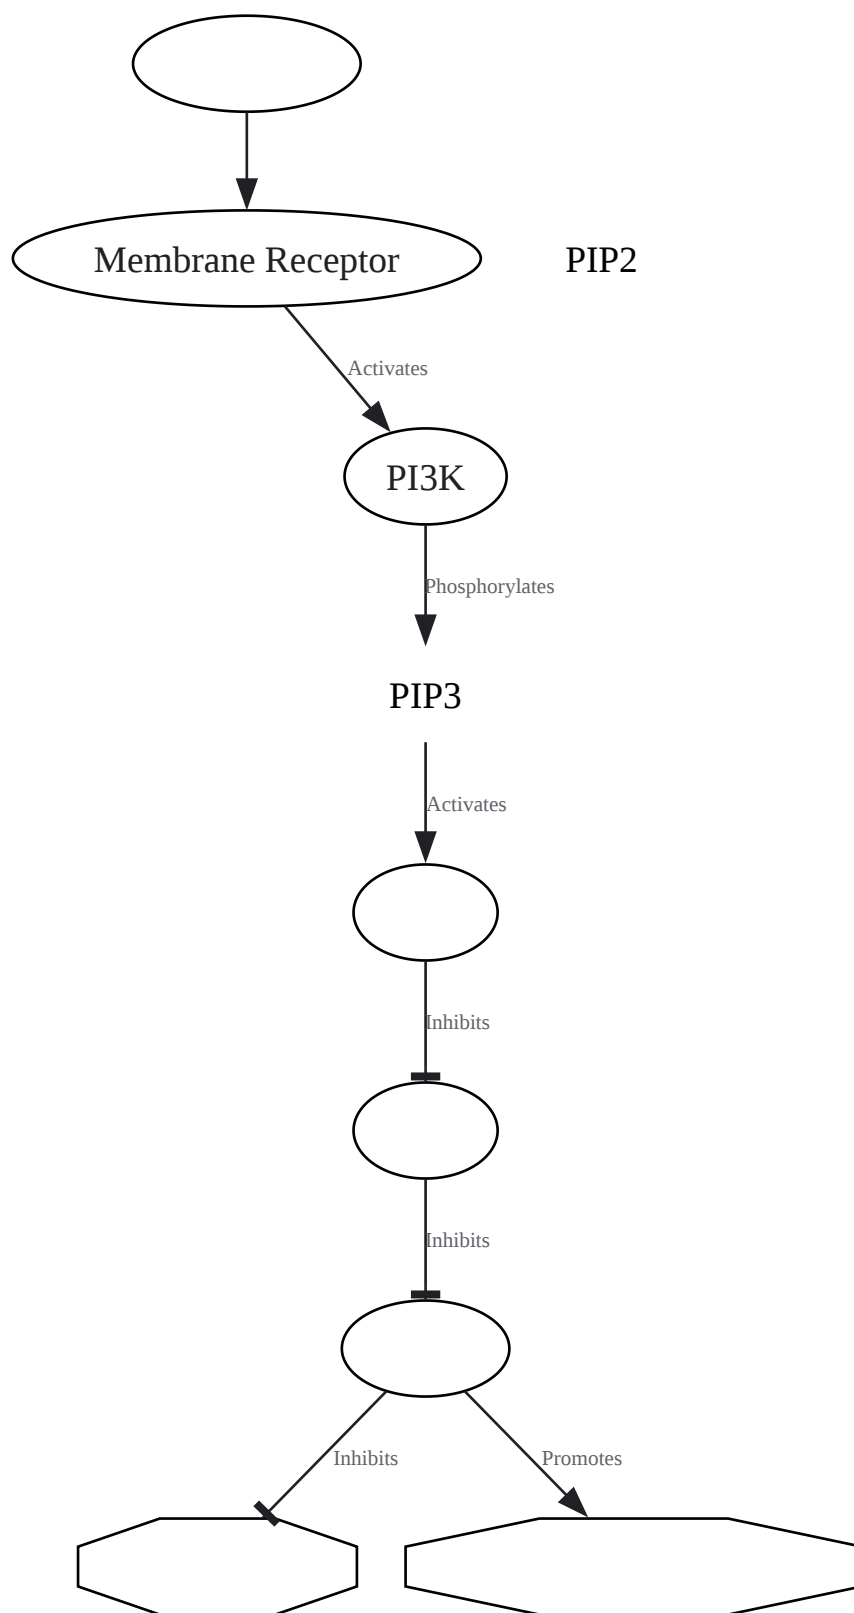 Membrane Receptor
PIP2
Activates
PI3K
Phosphorylates
PIP3
Activates
Inhibits
Inhibits
Inhibits
Promotes